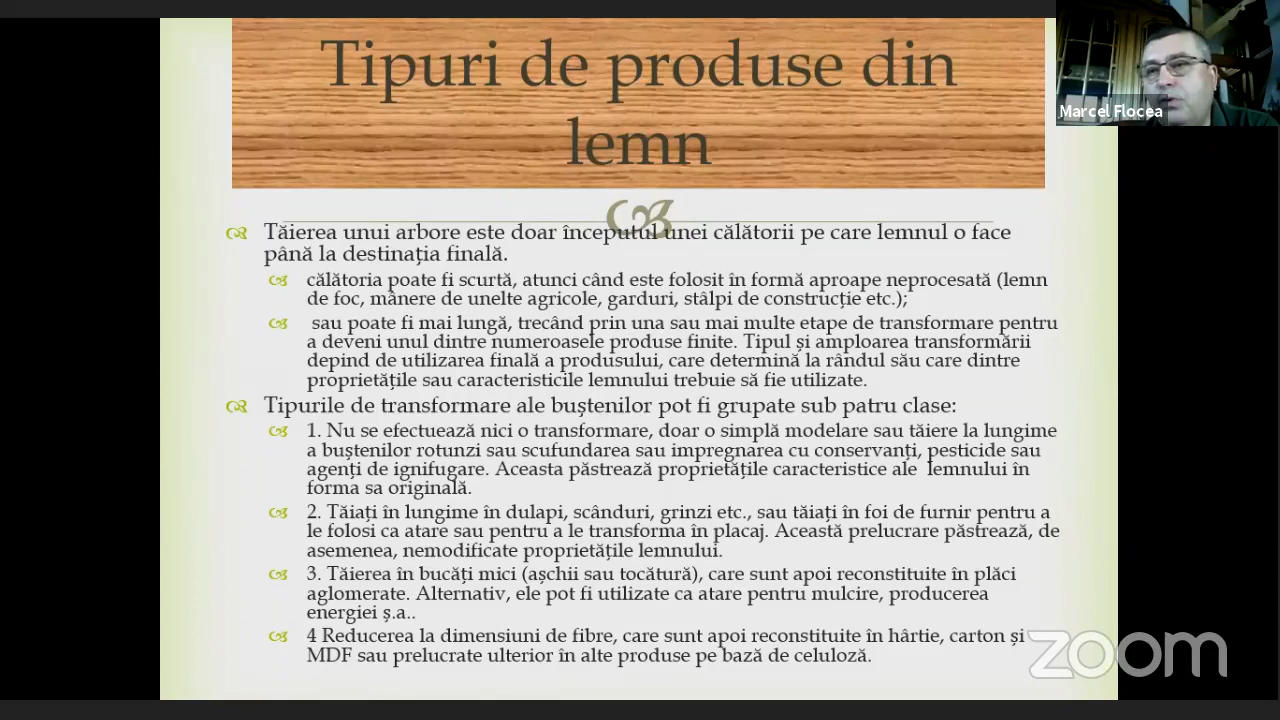 Tipuri de produse din
lemn
Marcel Flocea
Tăierea unui arbore este doar începutul unei călătorii pe care lemnul o face
până la destinația finală.
călătoria poate fi scurtă, atunci când este folosit în formă aproape neprocesată (lemn
de foc, mânere de unelte agricole, garduri, stâlpi de construcție etc.);
sau poate fi mai lungă, trecând prin una sau mai multe etape de transformare pentru
a deveni unul dintre numeroasele produse finite. Tipul și amploarea transformării
depind de utilizarea finală a produsului, care determină la rândul său care dintre
proprietățile sau caracteristicile lemnului trebuie să fie utilizate.
Tipurile de transformare ale buștenilor pot fi grupate sub patru clase:
1. Nu se efectuează nici o transformare, doar o simplă modelare sau tăiere la lungime
a buștenilor rotunzi sau scufundarea sau impregnarea cu conservanți, pesticide sau
agenți de ignifugare. Aceasta păstrează proprietățile caracteristice ale lemnului în
forma sa originală.
2. Tăiați în lungime în dulapi, scânduri, grinzi etc., sau tăiați în foi de furnir pentru a
le folosi ca atare sau pentru a le transforma în placaj. Această prelucrare păstrează, de
asemenea, nemodificate proprietățile lemnului.
3. Tăierea în bucăți mici (așchii sau tocătură), care sunt apoi reconstituite în plăci
aglomerate. Alternativ, ele pot fi utilizate ca atare pentru mulcire, producerea
energiei ș.a..
4 Reducerea la dimensiuni de fibre, care sunt apoi reconstituite în hârtie, carton și
MDF sau prelucrate ulterior în alte produse pe bază de celuloză.
zoom